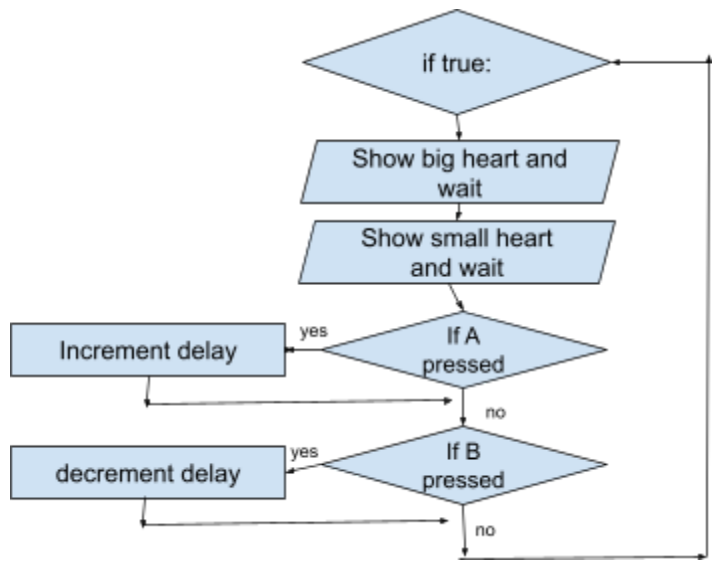 if true:
Show big heart and
wait
Show small heart
and wait
If A
pressed
yes
Increment delay
no
If B
pressed
yes
decrement delay
no